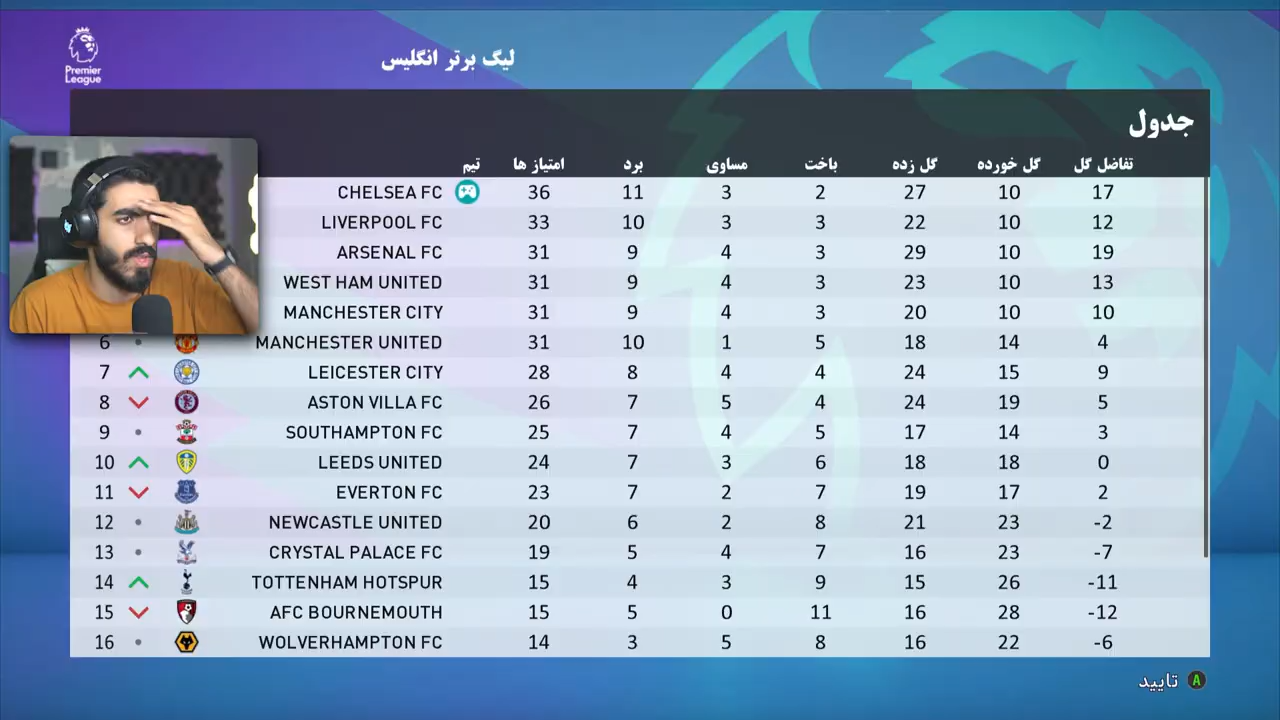 Premier
League
لیگ برتر انگلیس
جدول
تیم امتیاز ها برد مساوی باخت گل زده گل خورده تفاضل گل
CHELSEA FC 36 11 3 2 27 10 17
LIVERPOOL FC 33 10 3 3 22 10 12
ARSENAL FC 31 9 4 3 29 10 19
WEST HAM UNITED 31 9 4 3 23 10 13
MANCHESTER CITY 31 9 4 3 20 10 10
6 MANCHESTER UNITED 31 10 1 5 18 14 4
7 LEICESTER CITY 28 8 4 4 24 15 9
8 ASTON VILLA FC 26 7 5 4 24 19 5
9 SOUTHAMPTON FC 25 7 4 5 17 14 3
10 LEEDS UNITED 24 7 3 6 18 18 0
11 EVERTON FC 23 7 2 7 19 17 2
12 NEWCASTLE UNITED 20 6 2 8 21 23 -2
13 CRYSTAL PALACE FC 19 5 4 7 16 23 -7
14 TOTTENHAM HOTSPUR 15 4 3 9 15 26 -11
15 AFC BOURNEMOUTH 15 5 0 11 16 28 -12
16 WOLVERHAMPTON FC 14 3 5 8 16 22 -6
تایید A